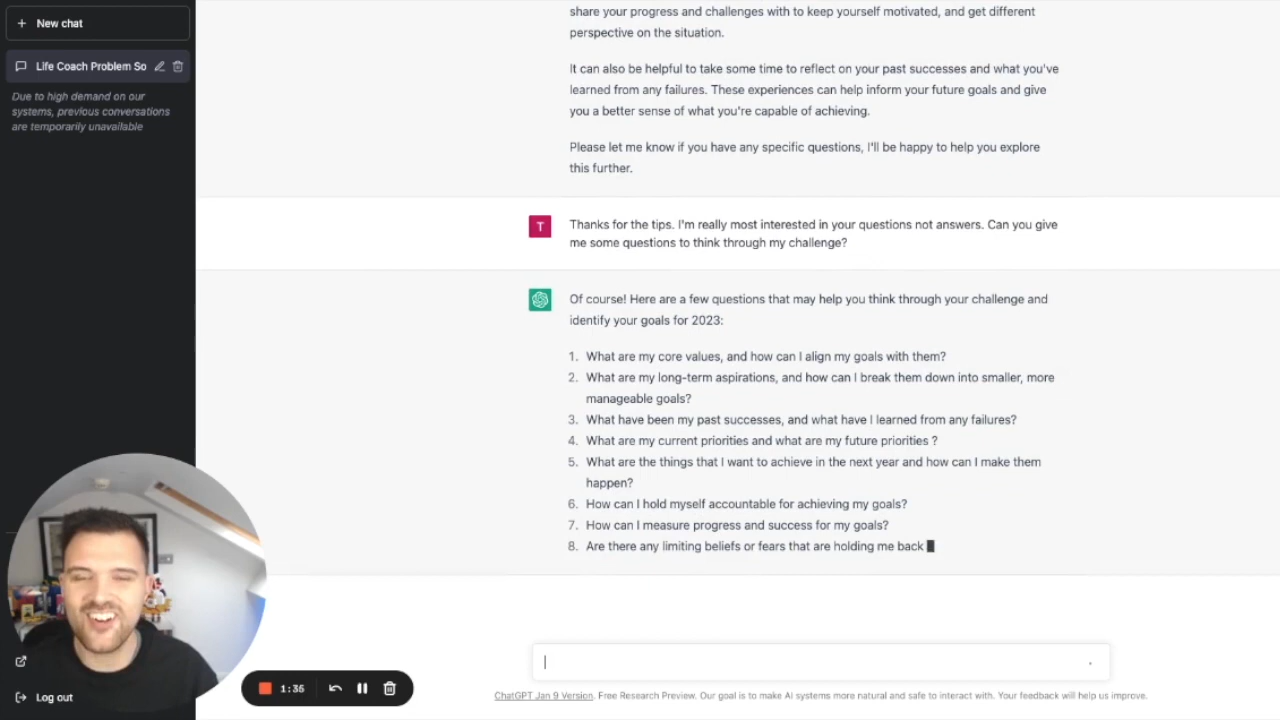 New chat
Life Coach Problem So
Due to high demand on our
systems, previous conversations
are temporarily unavailable
share your progress and challenges with to keep yourself motivated, and get different
perspective on the situation.
It can also be helpful to take some time to reflect on your past successes and what you've
learned from any failures. These experiences can help inform your future goals and give
you a better sense of what you're capable of achieving.
Please let me know if you have any specific questions, I'll be happy to help you explore
this further.
T
Thanks for the tips. I'm really most interested in your questions not answers. Can you give
me some questions to think through my challenge?
Of course! Here are a few questions that may help you think through your challenge and
identify your goals for 2023:
1. What are my core values, and how can I align my goals with them?
2. What are my long-term aspirations, and how can I break them down into smaller, more
manageable goals?
3. What have been my past successes, and what have I learned from any failures?
4. What are my current priorities and what are my future priorities ?
5. What are the things that I want to achieve in the next year and how can I make them
happen?
6. How can I hold myself accountable for achieving my goals?
7. How can I measure progress and success for my goals?
8. Are there any limiting beliefs or fears that are holding me back
1:36
Log out
ChatGPT Jan 9 Version. Free Research Preview. Our goal is to make AI systems more natural and safe to interact with. Your feedback will help us improve.